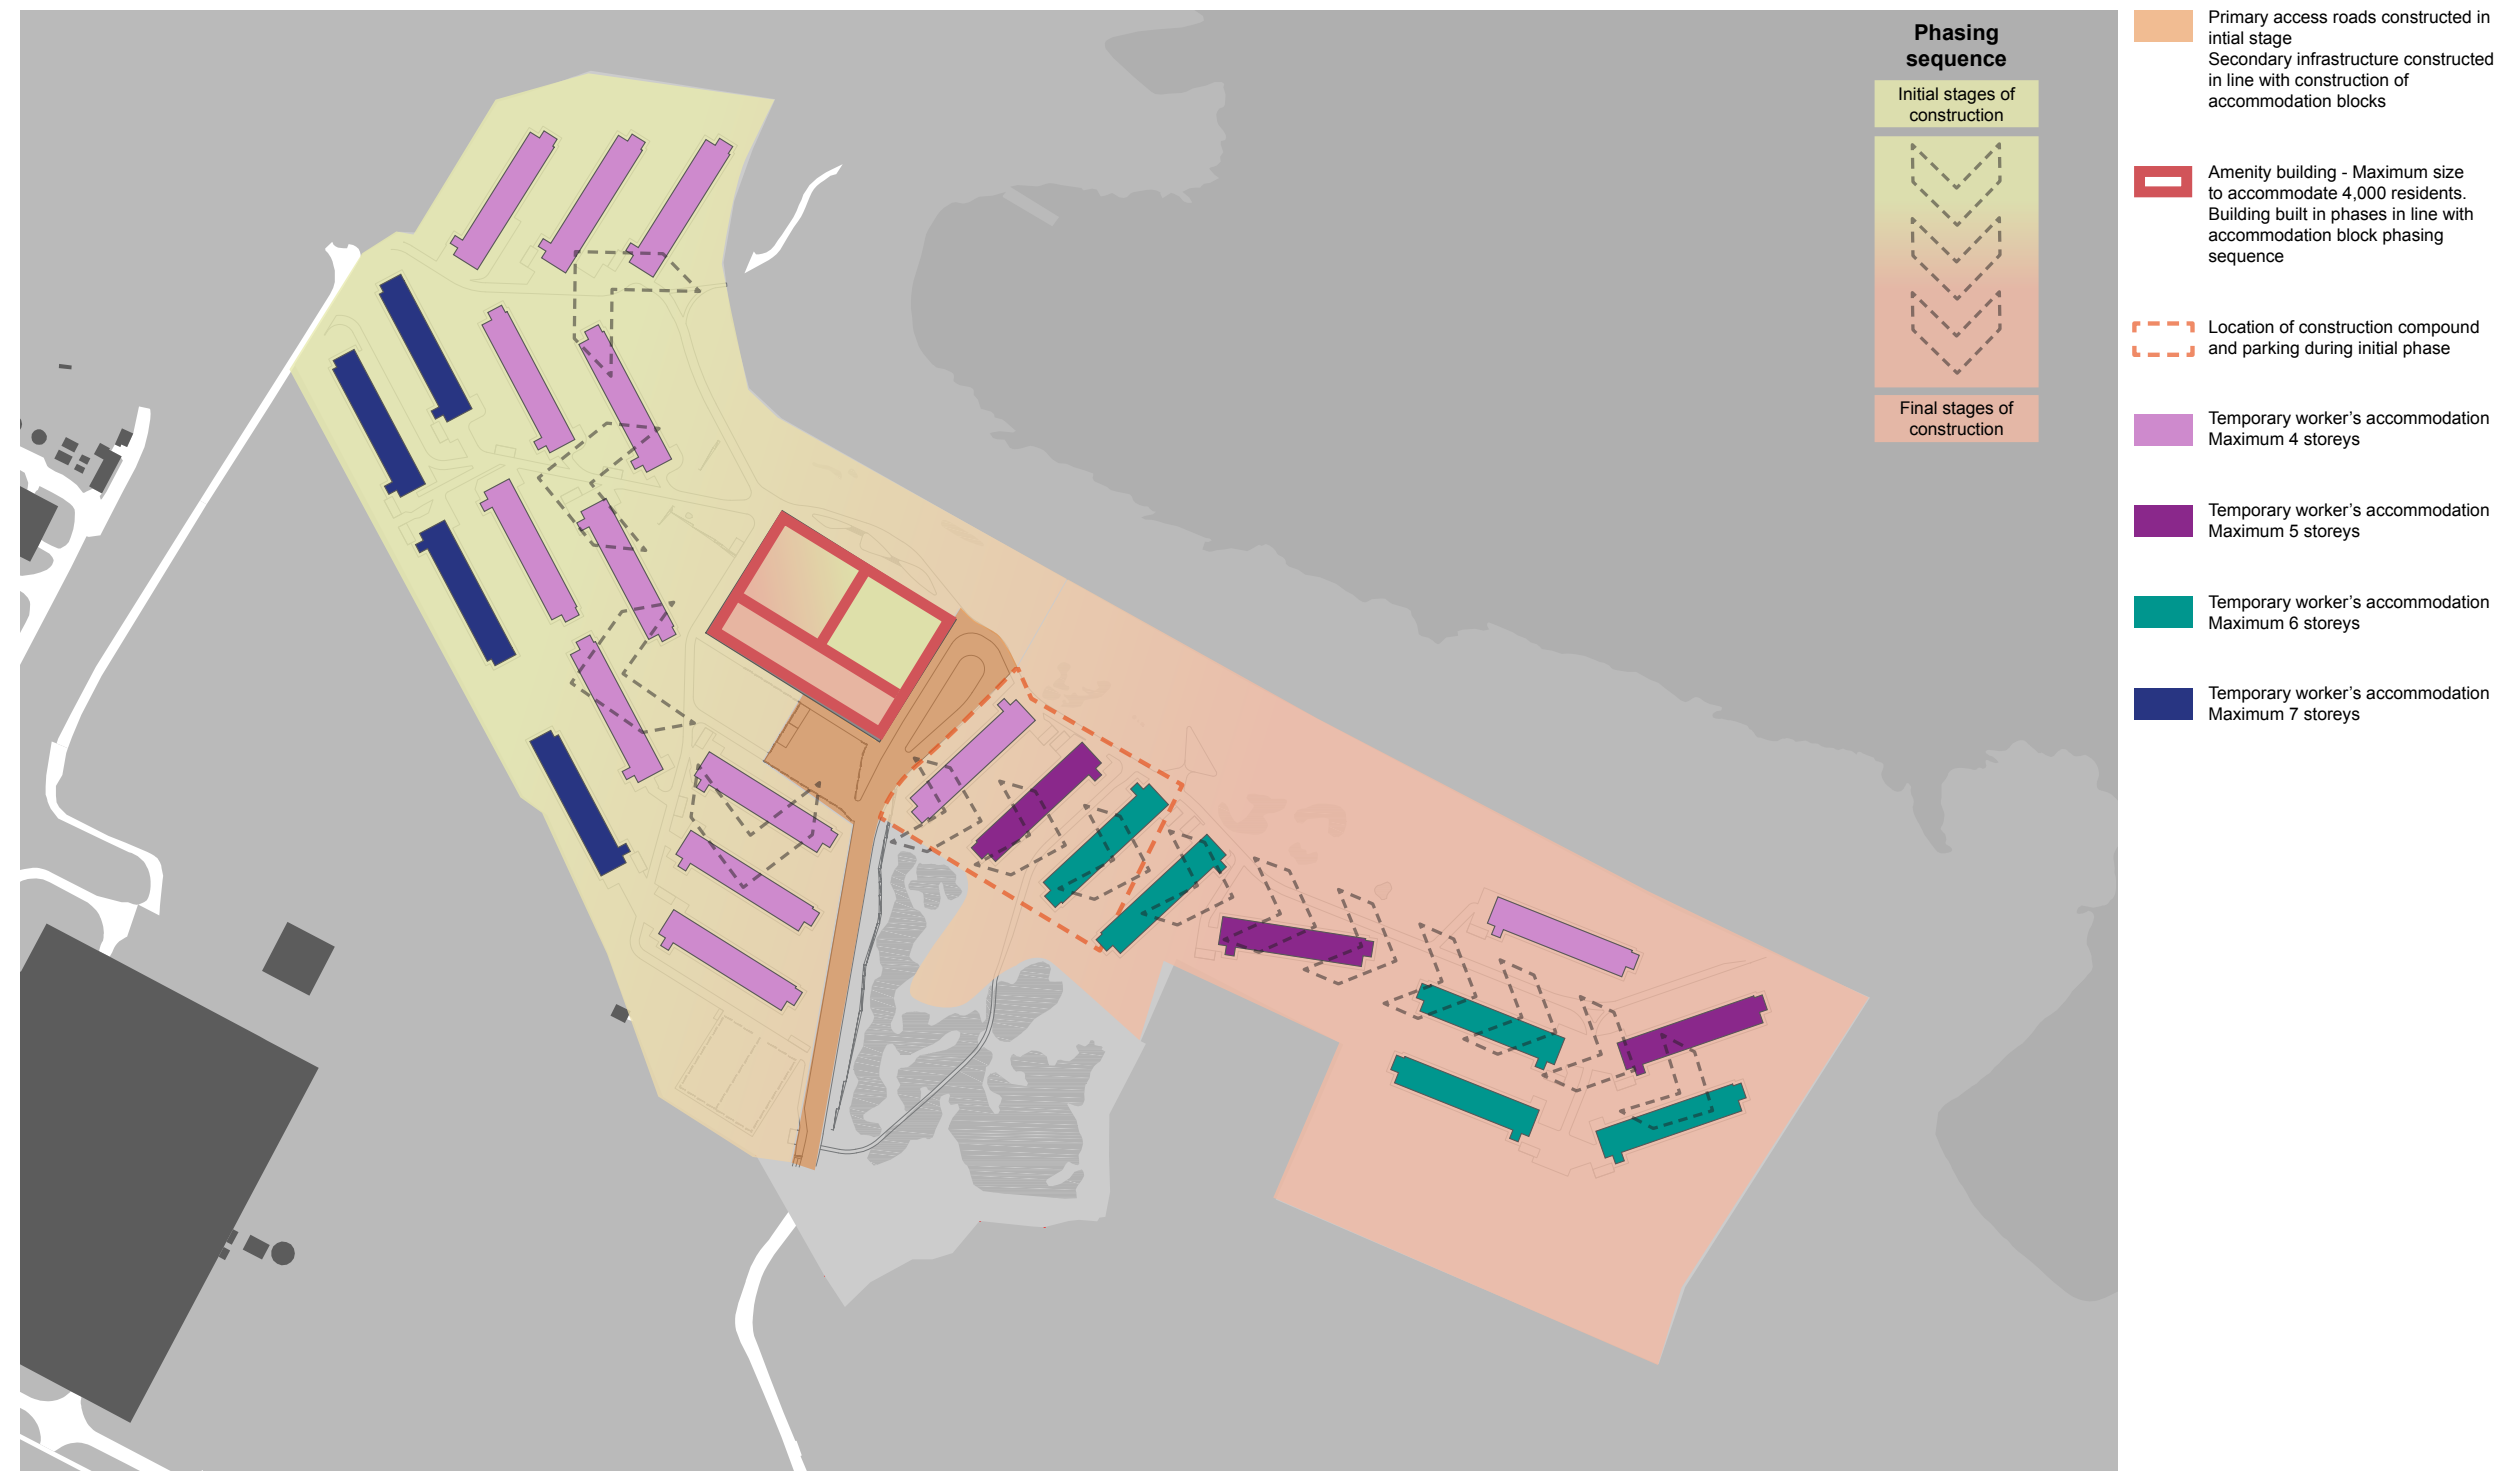 Phasing
sequence
Initial stages of
construction
Final stages of
construction
Primary access roads constructed in
intial stage
Secondary infrastructure constructed
in line with construction of
accommodation blocks
Amenity building - Maximum size
to accommodate 4,000 residents.
Building built in phases in line with
accommodation block phasing
sequence
Location of construction compound
and parking during initial phase
Temporary worker’s accommodation
Maximum 4 storeys
Temporary worker’s accommodation
Maximum 5 storeys
Temporary worker’s accommodation
Maximum 6 storeys
Temporary worker’s accommodation
Maximum 7 storeys